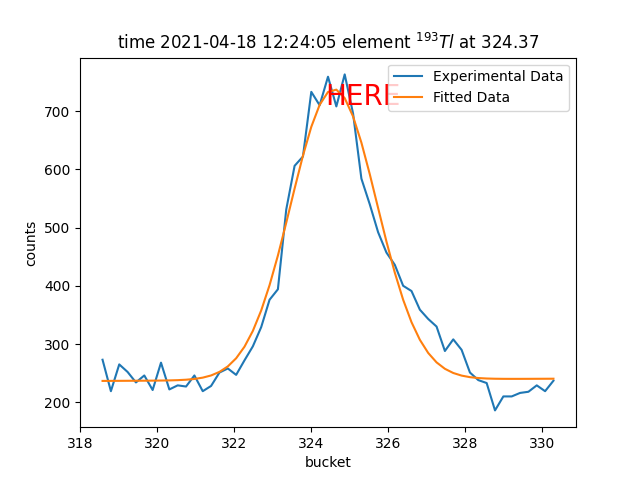 time 2021-04-18 12:24:05 element ¹⁹³Tl at 324.37
HERE
Experimental Data
Fitted Data
counts
700
600
500
400
300
200
318 320 322 324 326 328 330
bucket